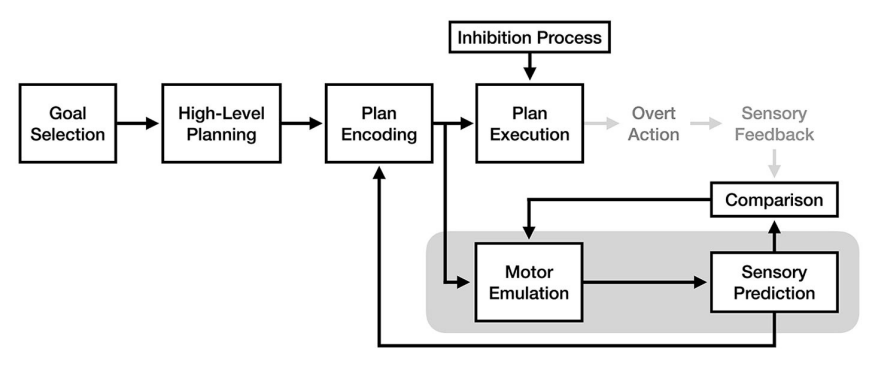 Inhibition Process
Goal
Selection
High-Level
Planning
Plan
Encoding
Plan
Execution
Overt
Action
Sensory
Feedback
Comparison
Motor
Emulation
Sensory
Prediction